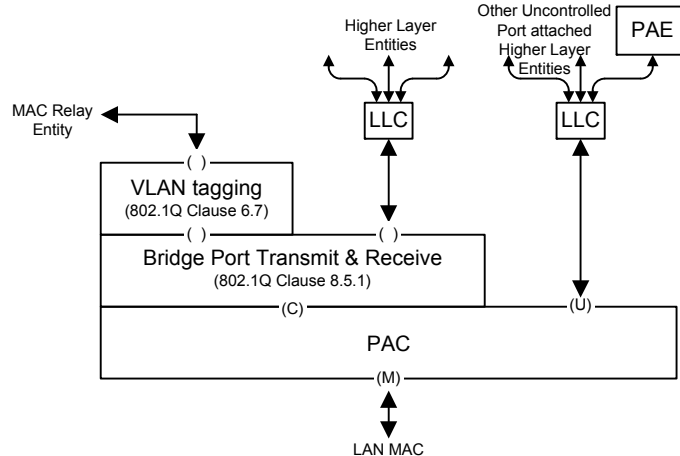 Higher Layer
Entities
Other Uncontrolled
Port attached
Higher Layer
Entities
PAE
MAC Relay
Entity
LLC
LLC
( )
VLAN tagging
(802.1Q Clause 6.7)
( )
( )
Bridge Port Transmit & Receive
(802.1Q Clause 8.5.1)
(C)
(U)
PAC
(M)
LAN MAC